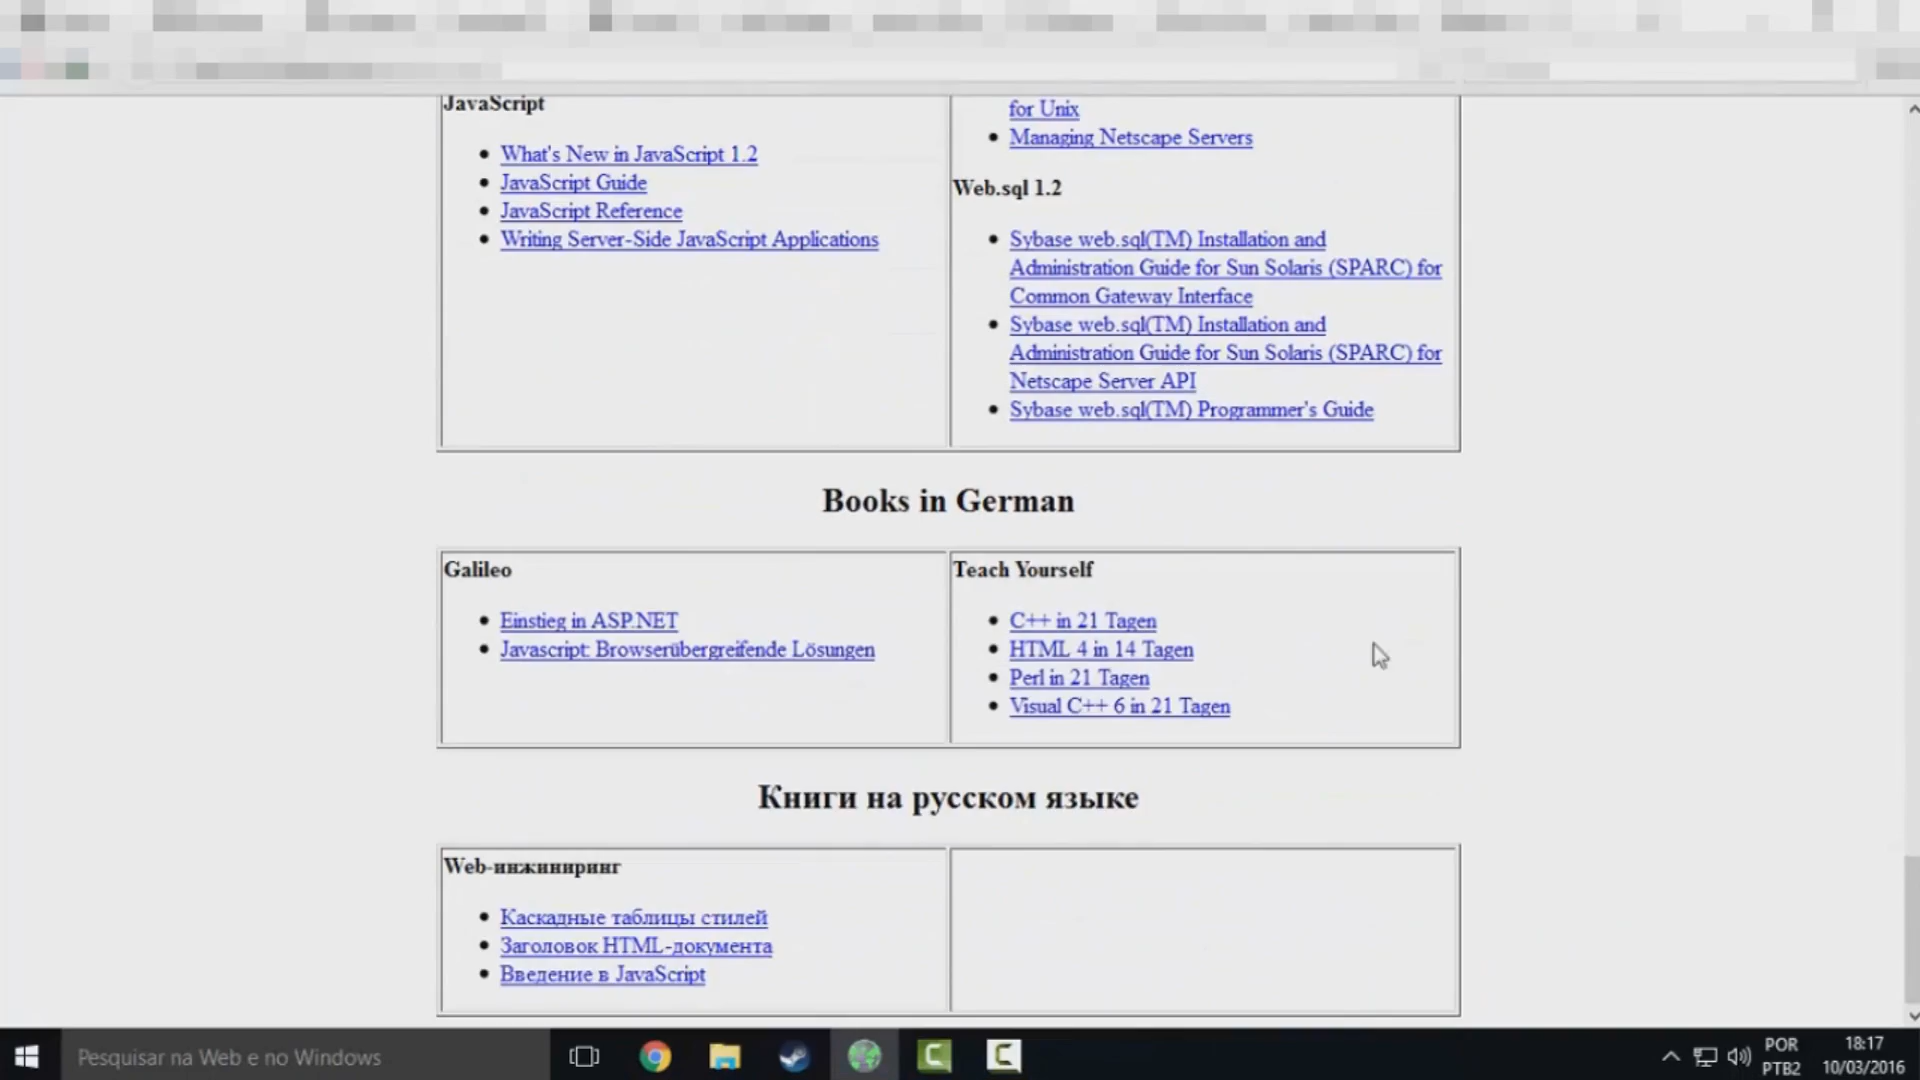 JavaScript
What's New in JavaScript 1.2
JavaScript Guide
JavaScript Reference
Writing Server-Side JavaScript Applications
for Unix
Managing Netscape Servers
Web.sql 1.2
Sybase web.sql(TM) Installation and
Administration Guide for Sun Solaris (SPARC) for
Common Gateway Interface
Sybase web.sql(TM) Installation and
Administration Guide for Sun Solaris (SPARC) for
Netscape Server API
Sybase web.sql(TM) Programmer's Guide
Books in German
Galileo
Einstieg in ASP.NET
Javascript: Browserübergreifende Lösungen
Teach Yourself
C++ in 21 Tagen
HTML 4 in 14 Tagen
Perl in 21 Tagen
Visual C++ 6 in 21 Tagen
Книги на русском языке
Web-инжиниринг
Каскадные таблицы стилей
Заголовок HTML-документа
Введение в JavaScript
Pesquisar na Web e no Windows
POR
PTB2
18:17
10/03/2016